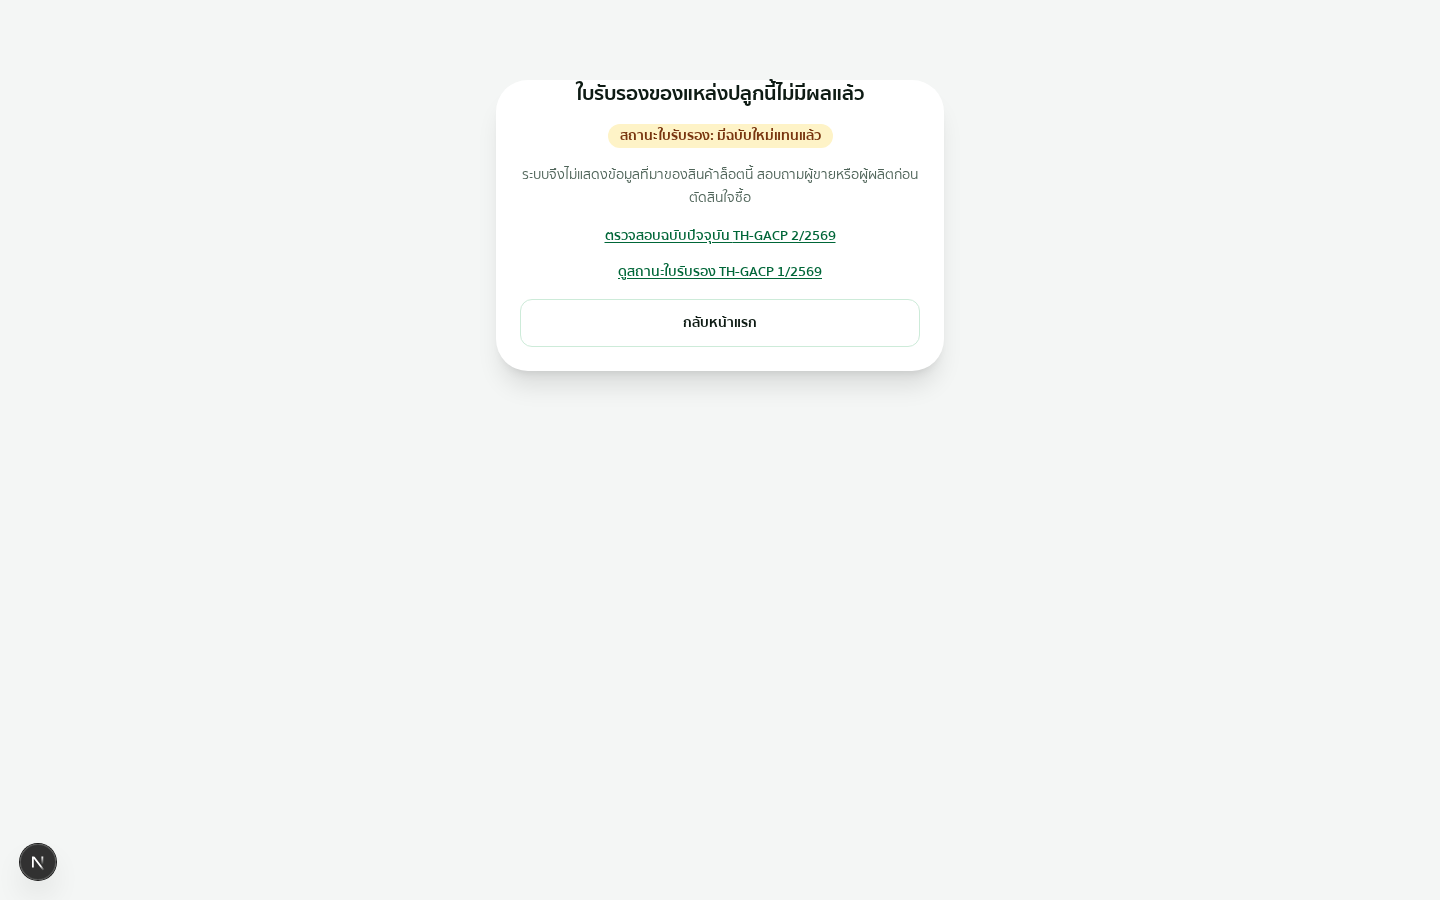 ใบรับรองของแหล่งปลูกนี้ไม่มีผลแล้ว
สถานะใบรับรอง: มีฉบับใหม่แทนแล้ว
ระบบจึงไม่แสดงข้อมูลที่มาของสินค้าล็อตนี้ สอบถามผู้ขายหรือผู้ผลิตก่อน
ตัดสินใจซื้อ
ตรวจสอบฉบับปัจจุบัน TH-GACP 2/2569
ดูสถานะใบรับรอง TH-GACP 1/2569
กลับหน้าแรก
N